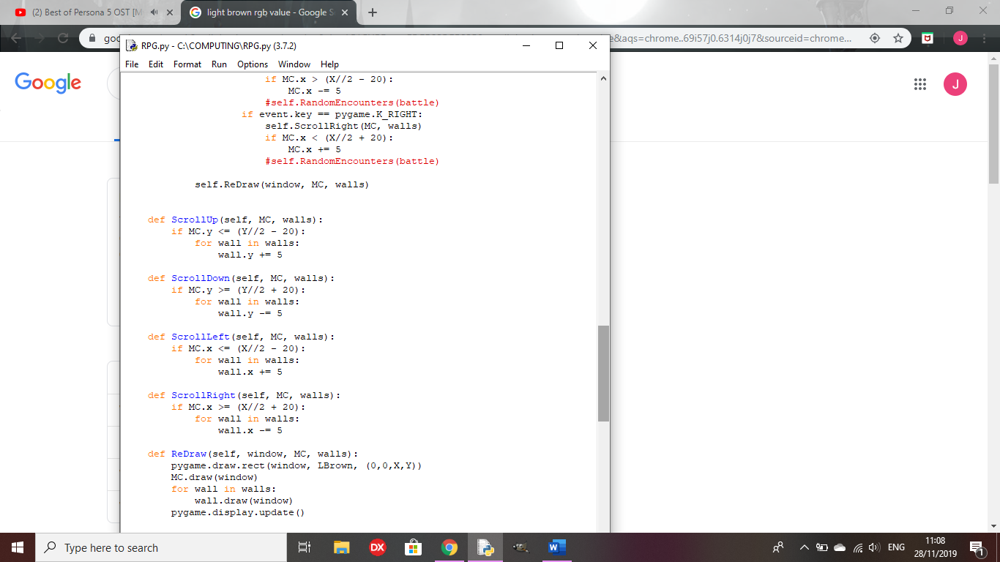 (2) Best of Persona 5 OST [M
light brown rgb value - Google S
goo
e&aqs=chrome..69i57j0.6314j0j7&sourceid=chrome...
J
Google
J
RPG.py - C:\COMPUTING\RPG.py (3.7.2)
File Edit Format Run Options Window Help
if MC.x > (X//2 - 20):
MC.x -= 5
#self.RandomEncounters(battle)
if event.key == pygame.K_RIGHT:
self.ScrollRight(MC, walls)
if MC.x < (X//2 + 20):
MC.x += 5
#self.RandomEncounters(battle)
self.ReDraw(window, MC, walls)
def ScrollUp(self, MC, walls):
if MC.y <= (Y//2 - 20):
for wall in walls:
wall.y += 5
def ScrollDown(self, MC, walls):
if MC.y >= (Y//2 + 20):
for wall in walls:
wall.y -= 5
def ScrollLeft(self, MC, walls):
if MC.x <= (X//2 - 20):
for wall in walls:
wall.x += 5
def ScrollRight(self, MC, walls):
if MC.x >= (X//2 + 20):
for wall in walls:
wall.x -= 5
def ReDraw(self, window, MC, walls):
pygame.draw.rect(window, LBrown, (0,0,X,Y))
MC.draw(window)
for wall in walls:
wall.draw(window)
pygame.display.update()
Type here to search
DX
W
ENG
11:08
28/11/2019
1